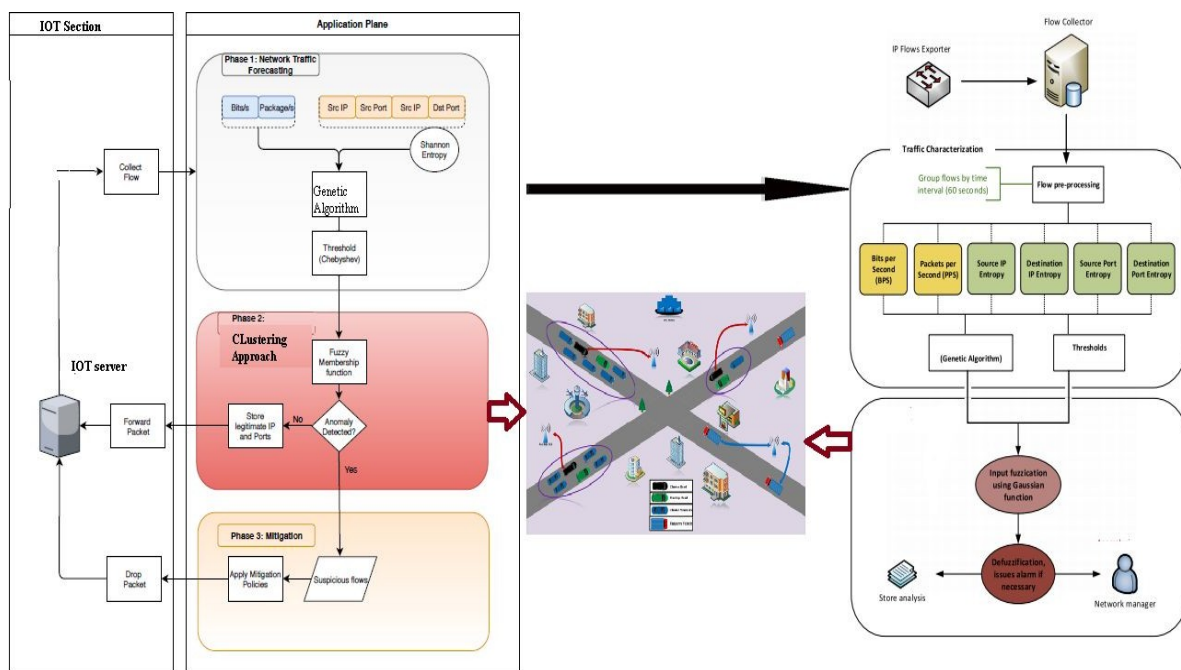 IOT Section
Application Plane
Phase 1: Network Traffic
Forecasting
Bits/s
Package/s
Src IP
Src Port
Src IP
Dst Port
Shannon
Entropy
Collect
Flow
Genetic
Algorithm
Threshold
(Chebyshev)
Phase 2:
CLustering
Approach
Fuzzy
Membership
function
IOT server
Forward
Packet
Store
legitimate IP
and Ports
No
Anomaly
Detected?
Yes
Phase 3: Mitigation
Drop
Packet
Apply Mitigation
Policies
Suspicious flows
Flow Collector
IP Flows Exporter
Traffic Characterization
Group flows by time
interval (60 seconds)
Flow pre-processing
Bits per
Second
(BPS)
Packets per
Second (PPS)
Source IP
Entropy
Destination
IP Entropy
Source Port
Entropy
Destination
Port Entropy
(Genetic Algorithm)
Thresholds
Input fuzzication
using Gaussian
function
Defuzzification,
issues alarm if
necessary
Store analysis
Network manager